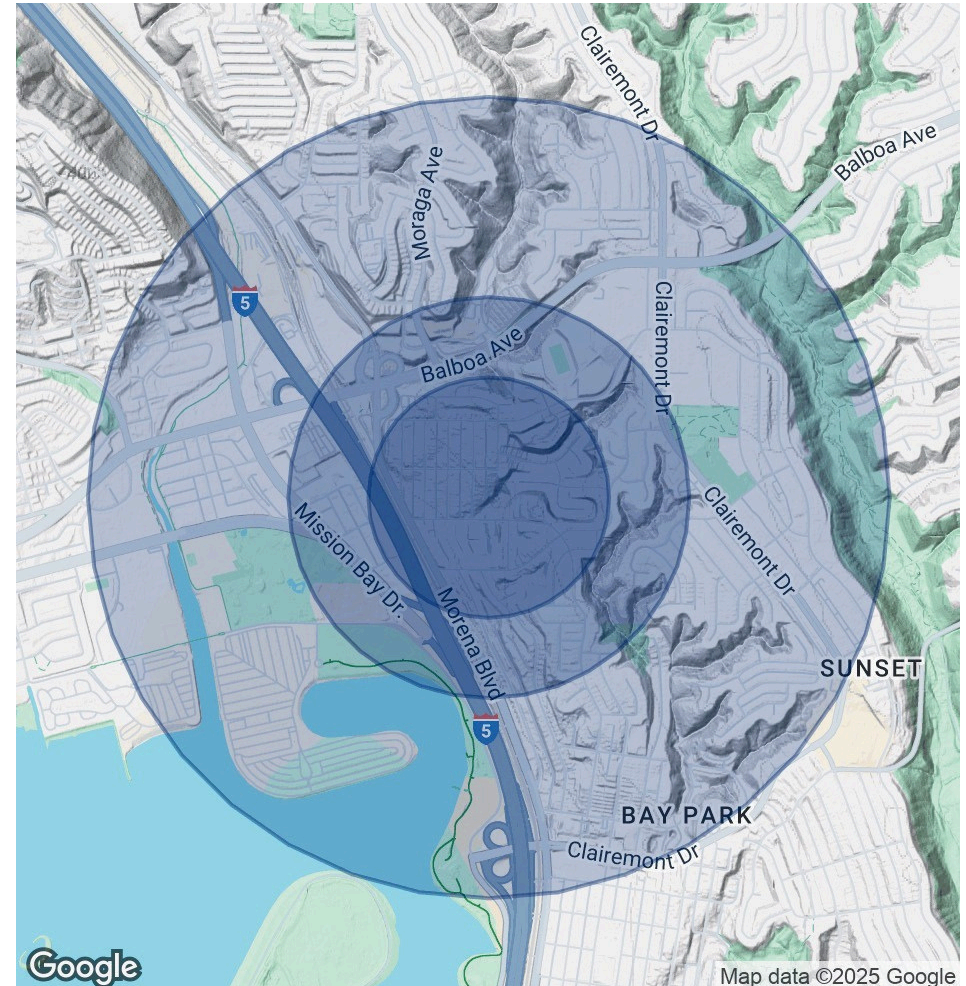 Clairemont Dr
Balboa Ave
Moraga Ave
5
Clairemont Dr
Balboa Ave
Clairemont Dr
Mission Bay Dr.
Morena Blvd
SUNSET
5
BAY PARK
Clairemont Dr
Google
Map data ©2025 Google